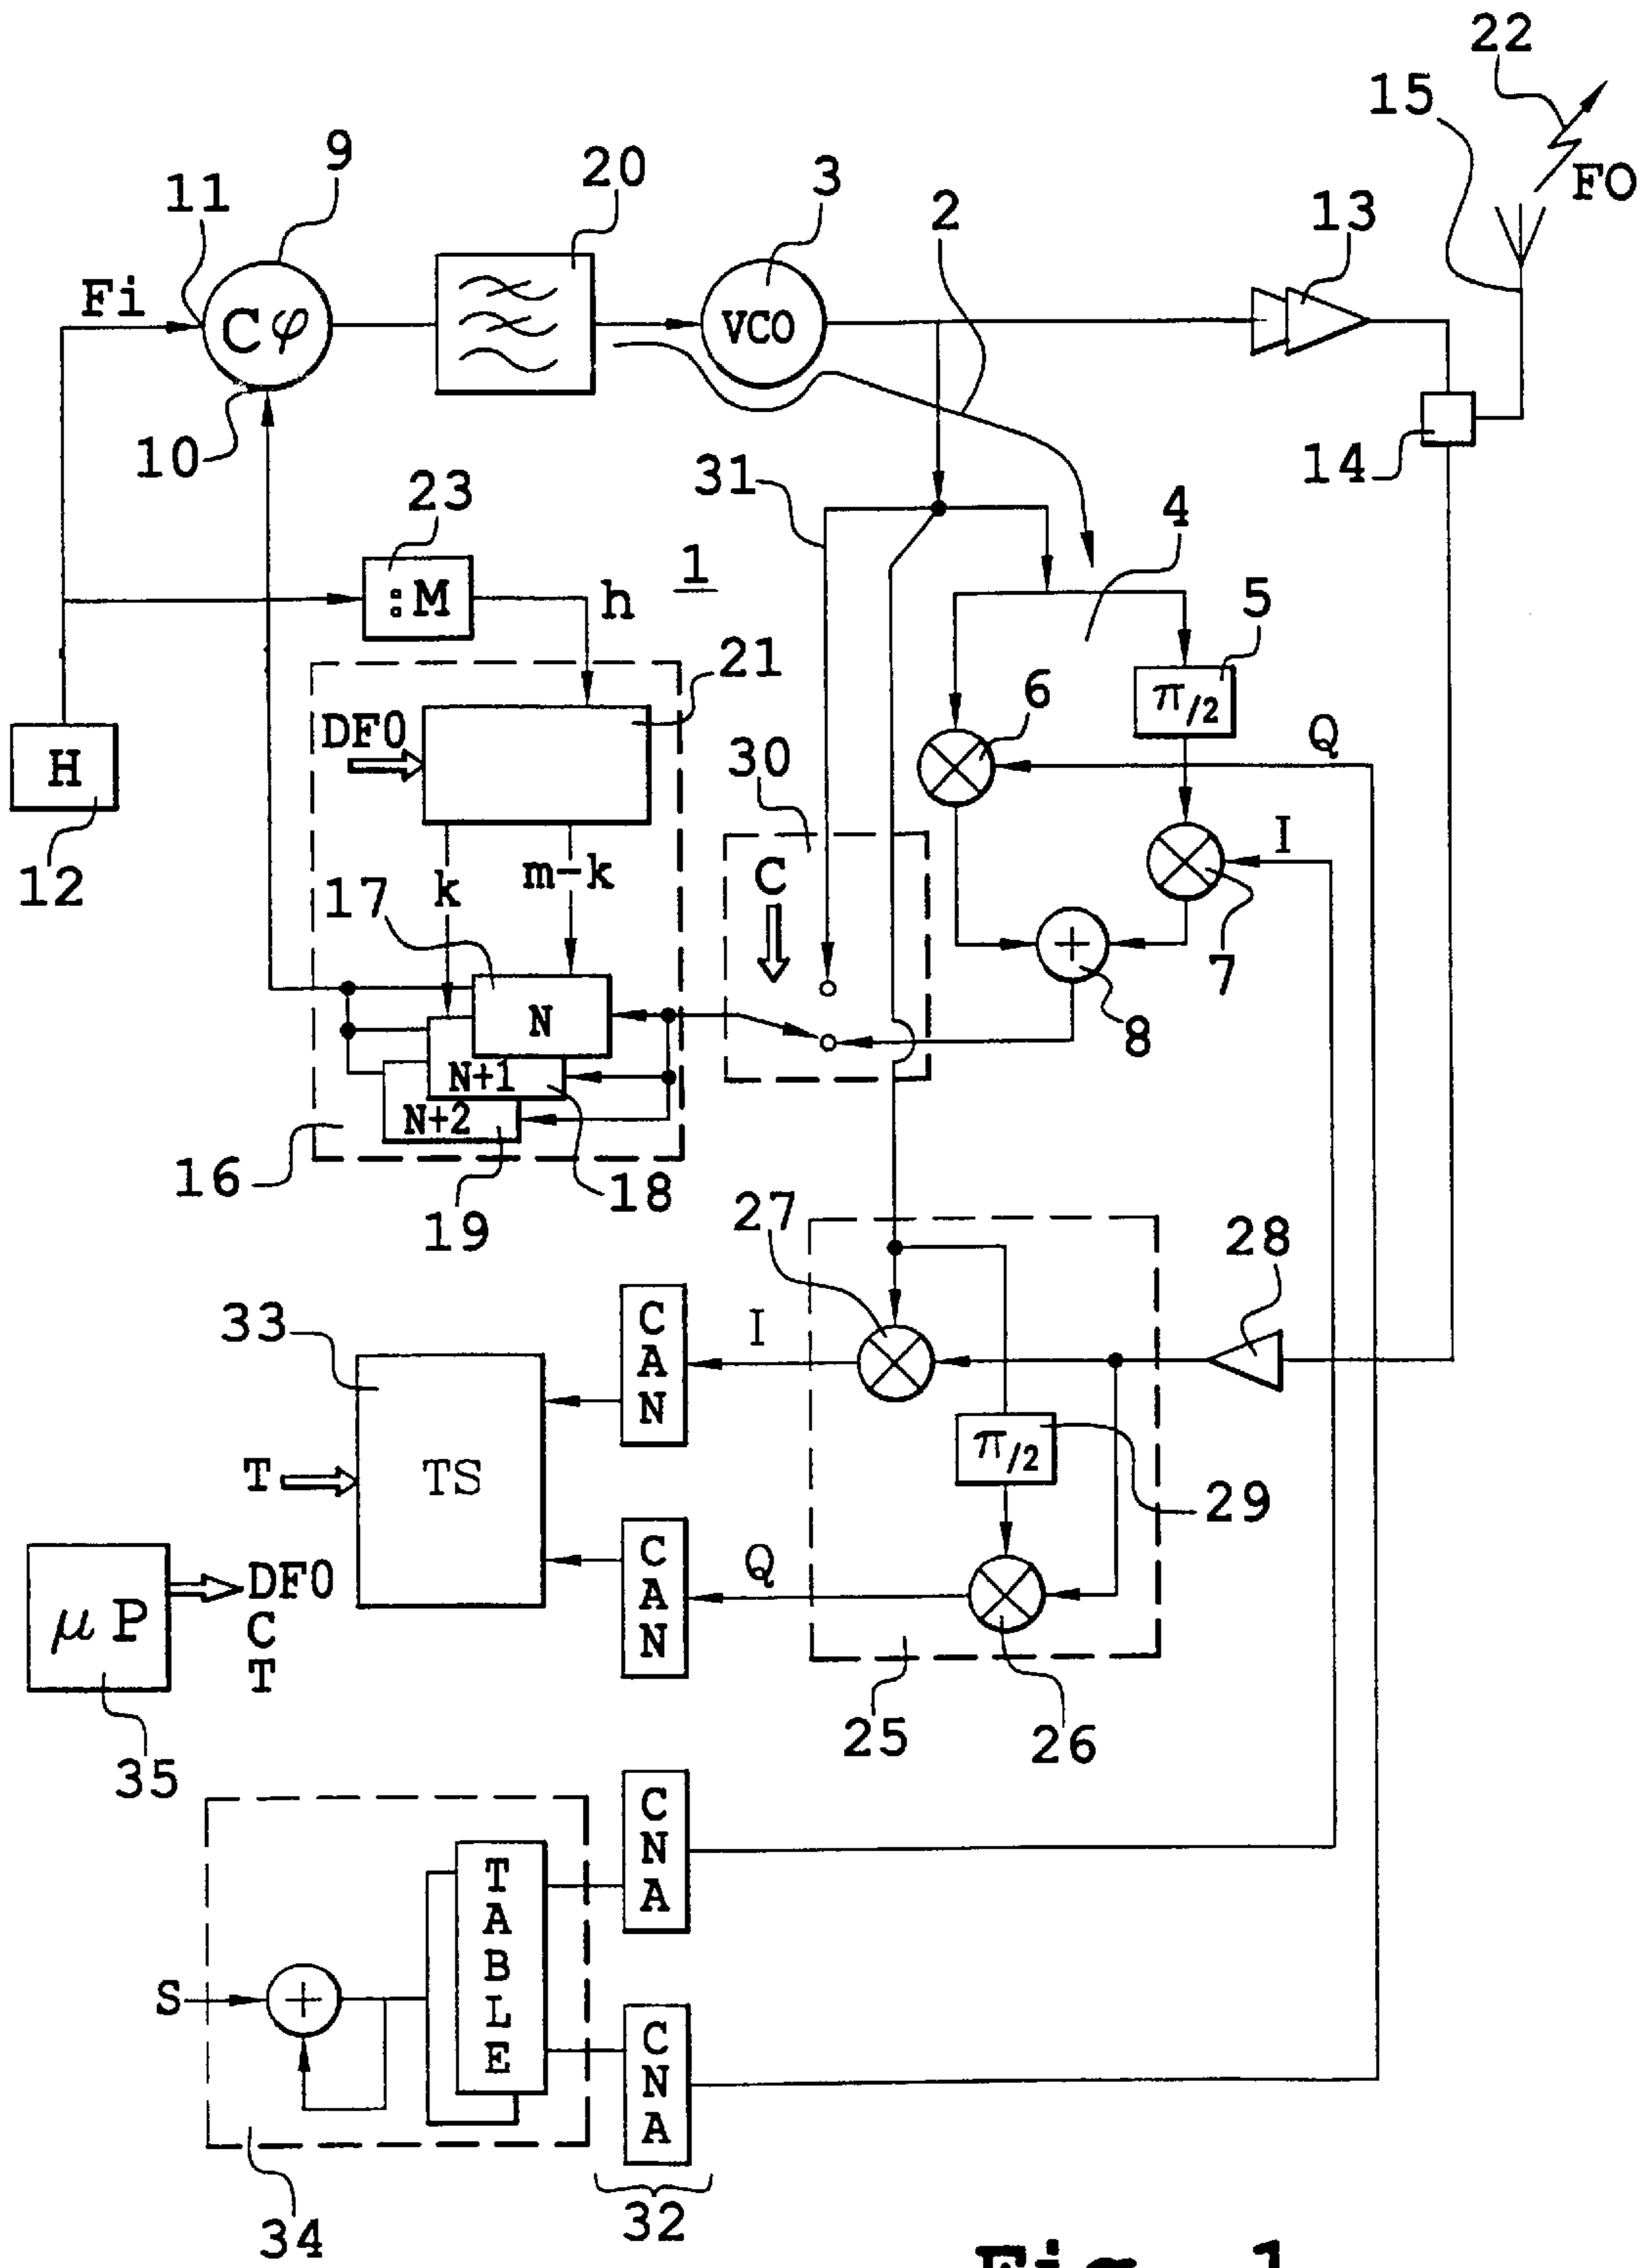 22
15
FO
9
11
20
3
2
13
Fi
Cφ
VCO
10
14
31
23
4
1
:M
h
5
21
π/2
6
DF0
Q
H
30
12
C
I
k
m-k
17
7
N
8
N+1
N+2
16
18
19
27
28
33
C
A
N
I
T
TS
π/2
29
C
A
N
Q
μP
DF0
C
T
25
26
35
C
N
A
T
A
B
L
E
S
C
N
A
34
32
Fig. 1